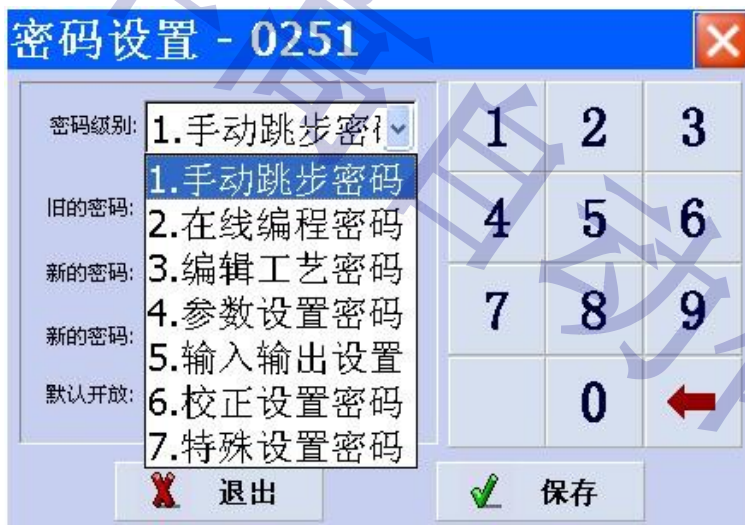 密码设置 - 0251
密码级别: 1.手动跳步密
1.手动跳步密码
2.在线编程密码
3.编辑工艺密码
4.参数设置密码
5.输入输出设置
6.校正设置密码
7.特殊设置密码
旧的密码:
新的密码:
新的密码:
默认开放:
1 2 3
4 5 6
7 8 9
0
退出
保存